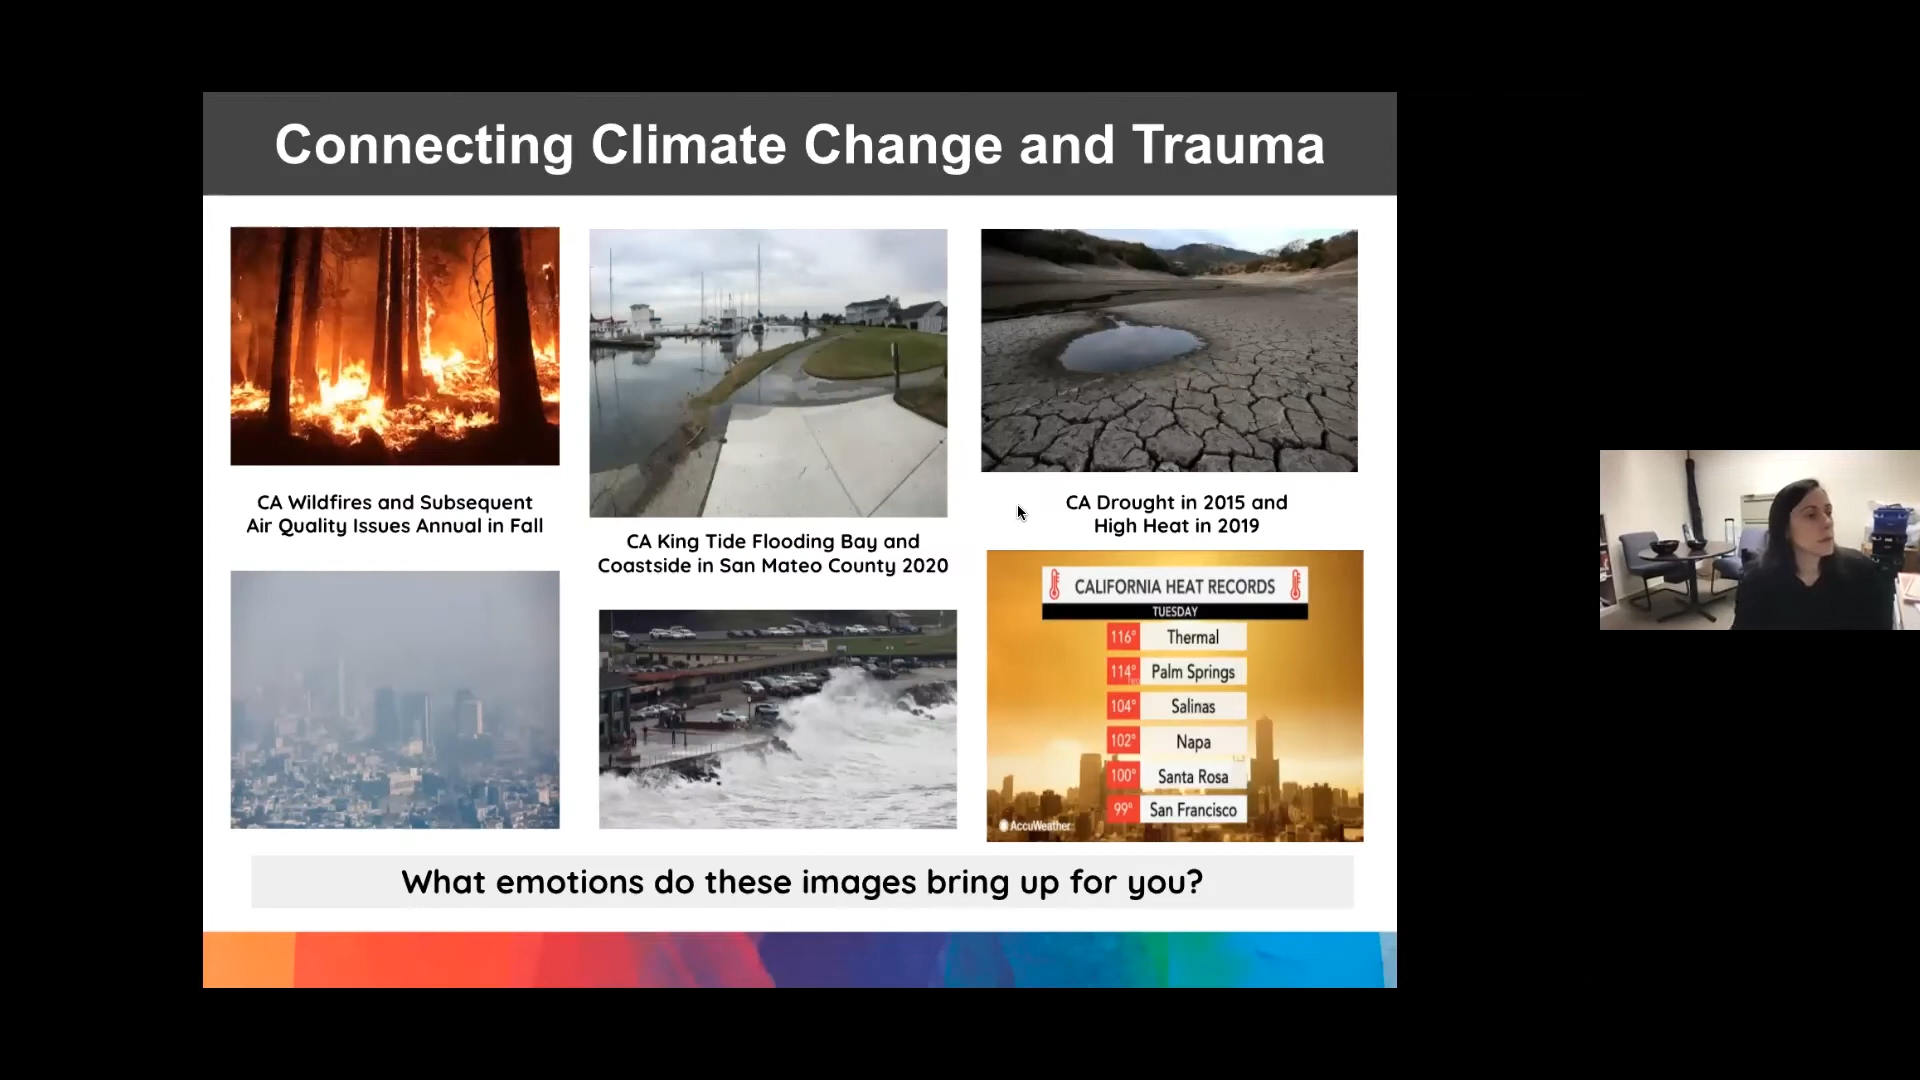 Connecting Climate Change and Trauma
CA Wildfires and Subsequent
Air Quality Issues Annual in Fall
CA King Tide Flooding Bay and
Coastside in San Mateo County 2020
CA Drought in 2015 and
High Heat in 2019
CALIFORNIA HEAT RECORDS
TUESDAY
116° Thermal
114° Palm Springs
104° Salinas
102° Napa
100° Santa Rosa
99° San Francisco
AccuWeather
What emotions do these images bring up for you?